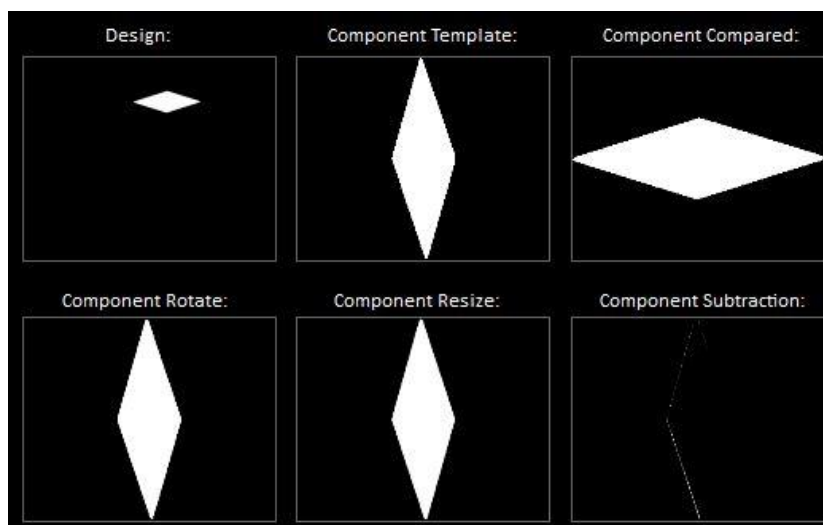 Design:
Component Template:
Component Compared:
Component Rotate:
Component Resize:
Component Subtraction: